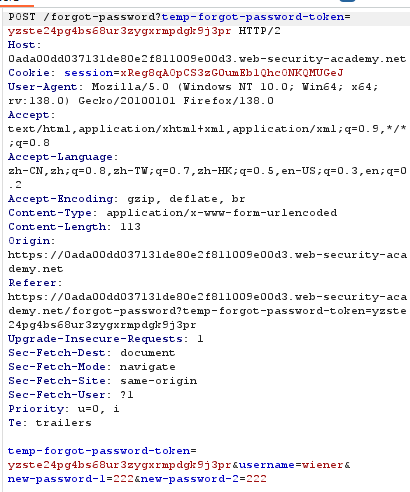 POST /forgot-password?temp-forgot-password-token=
yzste24pg4bs68ur3zygxrmpdgk9j3pr HTTP/2
Host:
0ada00dd037131de80e2f811009e00d3.web-security-academy.net
Cookie: session=xReg8qA0pCS3zG0umEblQhc0NKQMUGeJ
User-Agent: Mozilla/5.0 (Windows NT 10.0; Win64; x64;
rv:138.0) Gecko/20100101 Firefox/138.0
Accept:
text/html,application/xhtml+xml,application/xml;q=0.9,*/*
;q=0.8
Accept-Language:
zh-CN,zh;q=0.8,zh-TW;q=0.7,zh-HK;q=0.5,en-US;q=0.3,en;q=0
.2
Accept-Encoding: gzip, deflate, br
Content-Type: application/x-www-form-urlencoded
Content-Length: 113
Origin:
https://0ada00dd037131de80e2f811009e00d3.web-security-aca
demy.net
Referer:
https://0ada00dd037131de80e2f811009e00d3.web-security-aca
demy.net/forgot-password?temp-forgot-password-token=yzste
24pg4bs68ur3zygxrmpdgk9j3pr
Upgrade-Insecure-Requests: 1
Sec-Fetch-Dest: document
Sec-Fetch-Mode: navigate
Sec-Fetch-Site: same-origin
Sec-Fetch-User: ?1
Priority: u=0, i
Te: trailers
temp-forgot-password-token=
yzste24pg4bs68ur3zygxrmpdgk9j3pr&username=wiener&
new-password-1=222&new-password-2=222